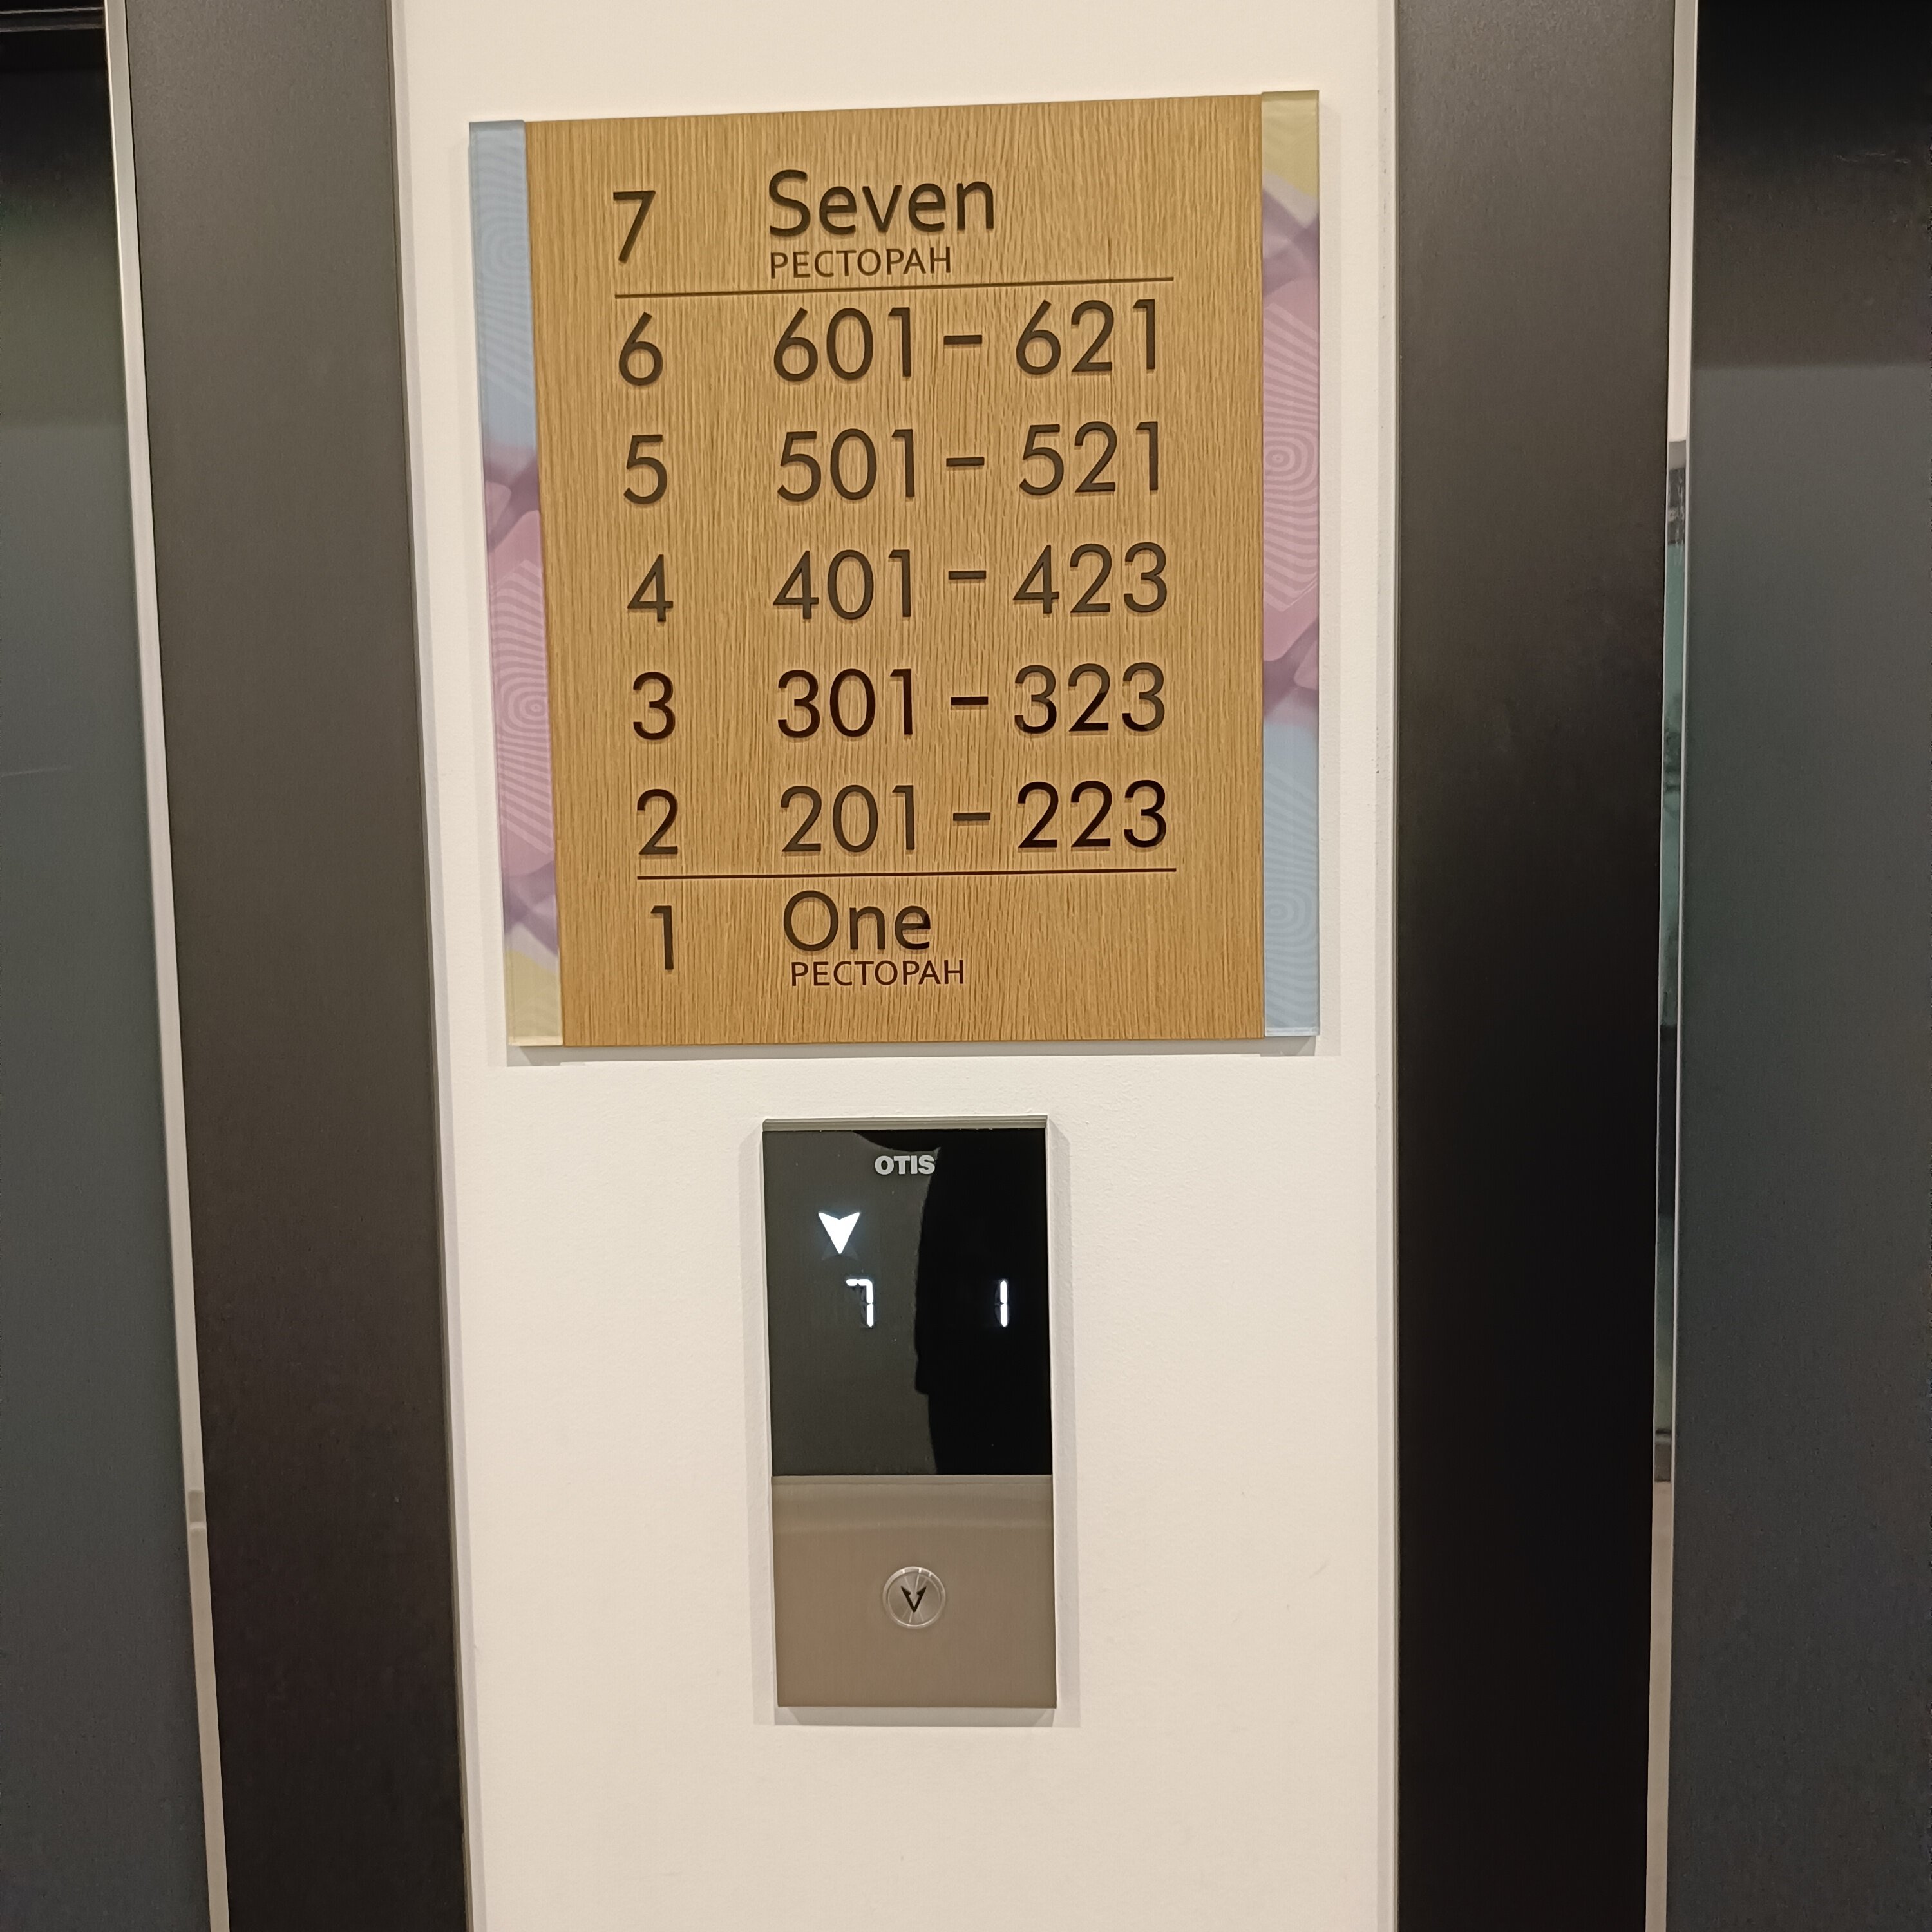 7 Seven
РЕСТОРАН
6 601 - 621
5 501 - 521
4 401 - 423
3 301 - 323
2 201 - 223
1 One
РЕСТОРАН
OTIS
7 1